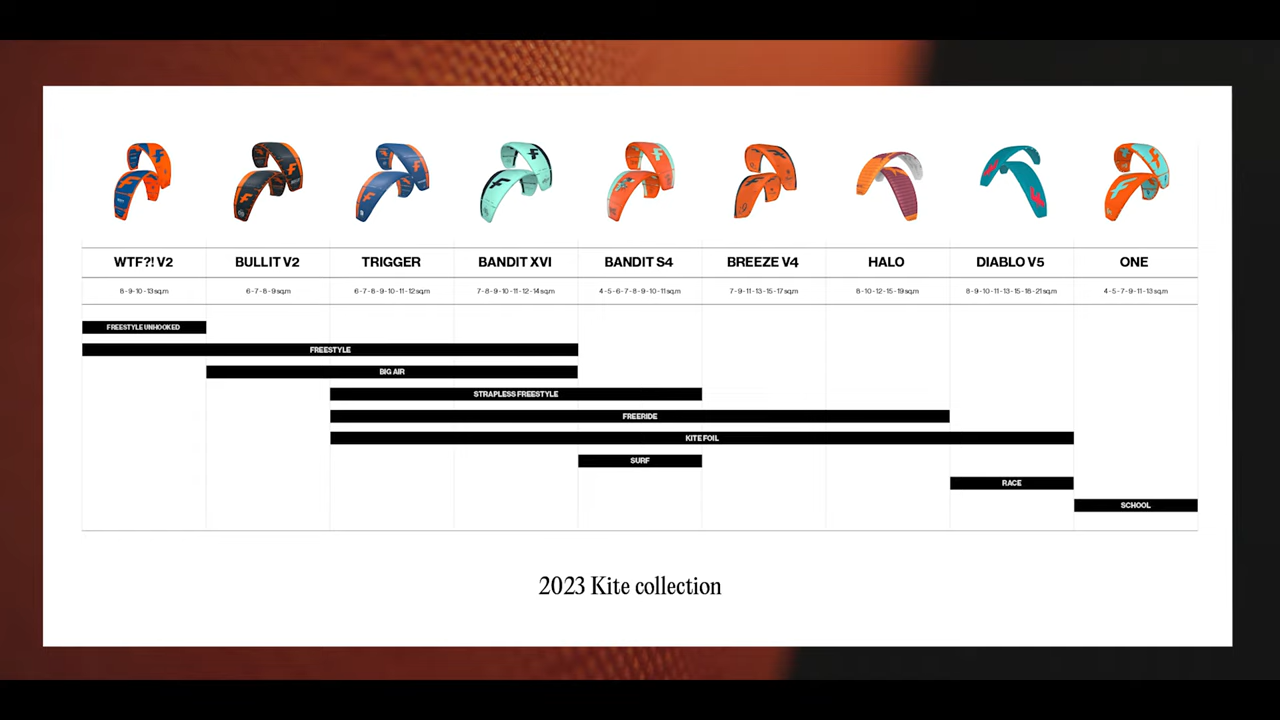 WTF?! V2
BULLIT V2
TRIGGER
BANDIT XVI
BANDIT S4
BREEZE V4
HALO
DIABLO V5
ONE
8 - 9 - 10 - 13 sq.m
6 - 7 - 8 - 9 sq.m
6 - 7 - 8 - 9 - 10 - 11 - 12 sq.m
7 - 8 - 9 - 10 - 11 - 12 - 14 sq.m
4 - 5 - 6 - 7 - 8 - 9 - 10 - 11 sq.m
7 - 9 - 11 - 13 - 15 - 17 sq.m
8 - 10 - 12 - 15 - 19 sq.m
8 - 9 - 10 - 11 - 13 - 15 - 18 - 21 sq.m
4 - 5 - 7 - 9 - 11 - 13 sq.m
FREESTYLE UNHOOKED
FREESTYLE
BIG AIR
STRAPLESS FREESTYLE
FREERIDE
KITE FOIL
SURF
RACE
SCHOOL
2023 Kite collection